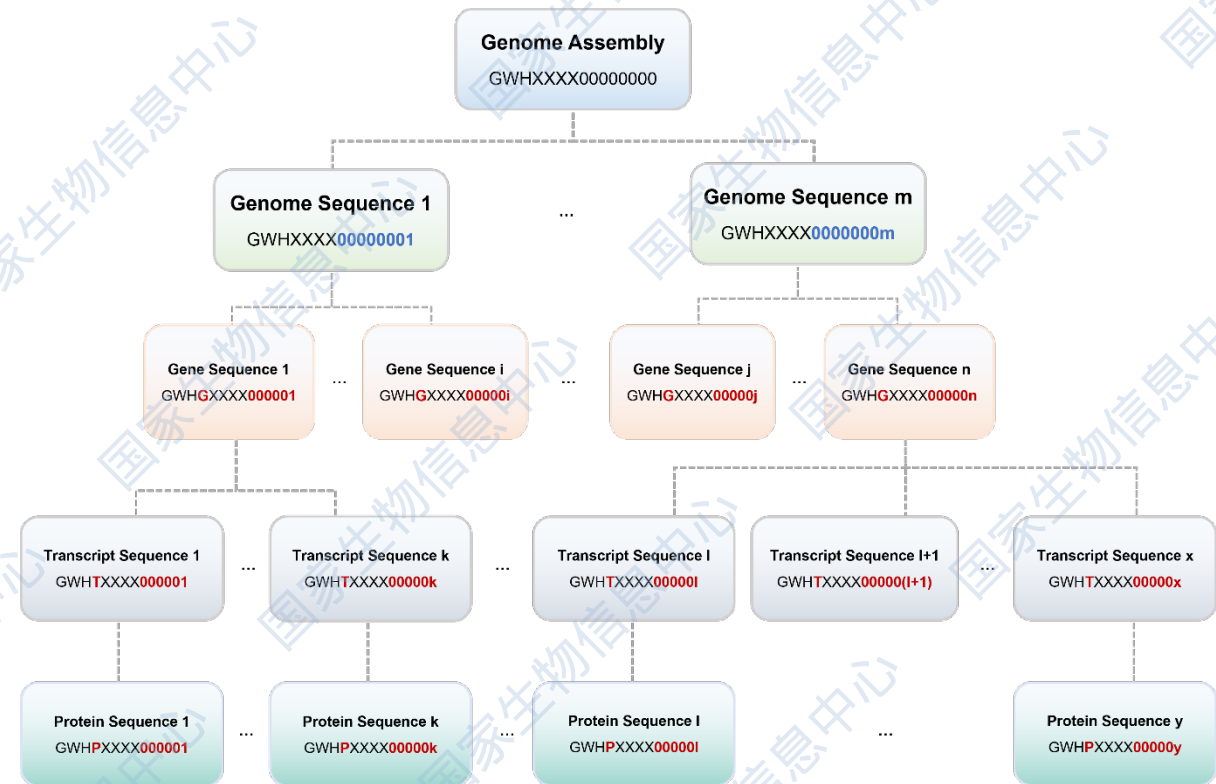 Genome Assembly
GWHXXXX00000000
Genome Sequence 1
GWHXXXX00000001
...
Genome Sequence m
GWHXXXX0000000m
Gene Sequence 1
GWHGXXXX000001
...
Gene Sequence i
GWHGXXXX00000i
...
Gene Sequence j
GWHGXXXX00000j
...
Gene Sequence n
GWHGXXXX00000n
Transcript Sequence 1
GWHTXXXX000001
...
Transcript Sequence k
GWHTXXXX00000k
...
Transcript Sequence l
GWHTXXXX00000l
Transcript Sequence l+1
GWHTXXXX00000(l+1)
...
Transcript Sequence x
GWHTXXXX00000x
Protein Sequence 1
GWHPXXXX000001
...
Protein Sequence k
GWHPXXXX00000k
...
Protein Sequence l
GWHPXXXX00000l
...
Protein Sequence y
GWHPXXXX00000y
国家生物信息中心